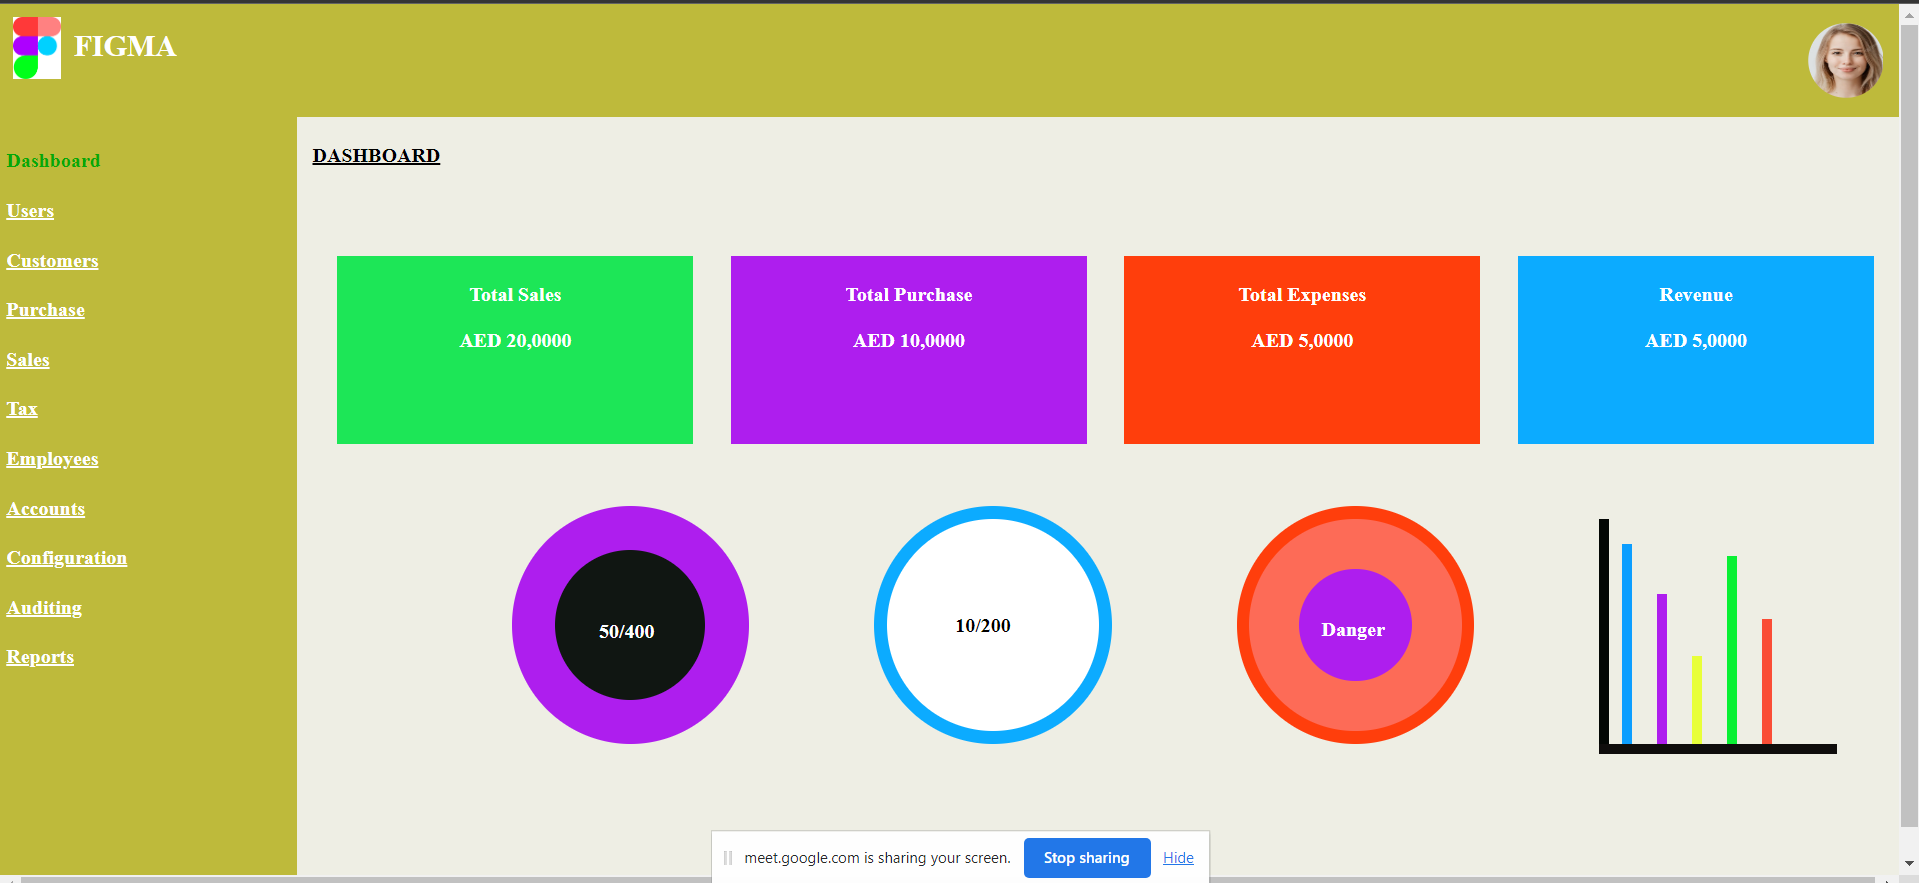 FIGMA
Dashboard
Users
Customers
Purchase
Sales
Tax
Employees
Accounts
Configuration
Auditing
Reports
DASHBOARD
Total Sales
AED 20,0000
Total Purchase
AED 10,0000
Total Expenses
AED 5,0000
Revenue
AED 5,0000
50/400
10/200
Danger
meet.google.com is sharing your screen.
Stop sharing
Hide